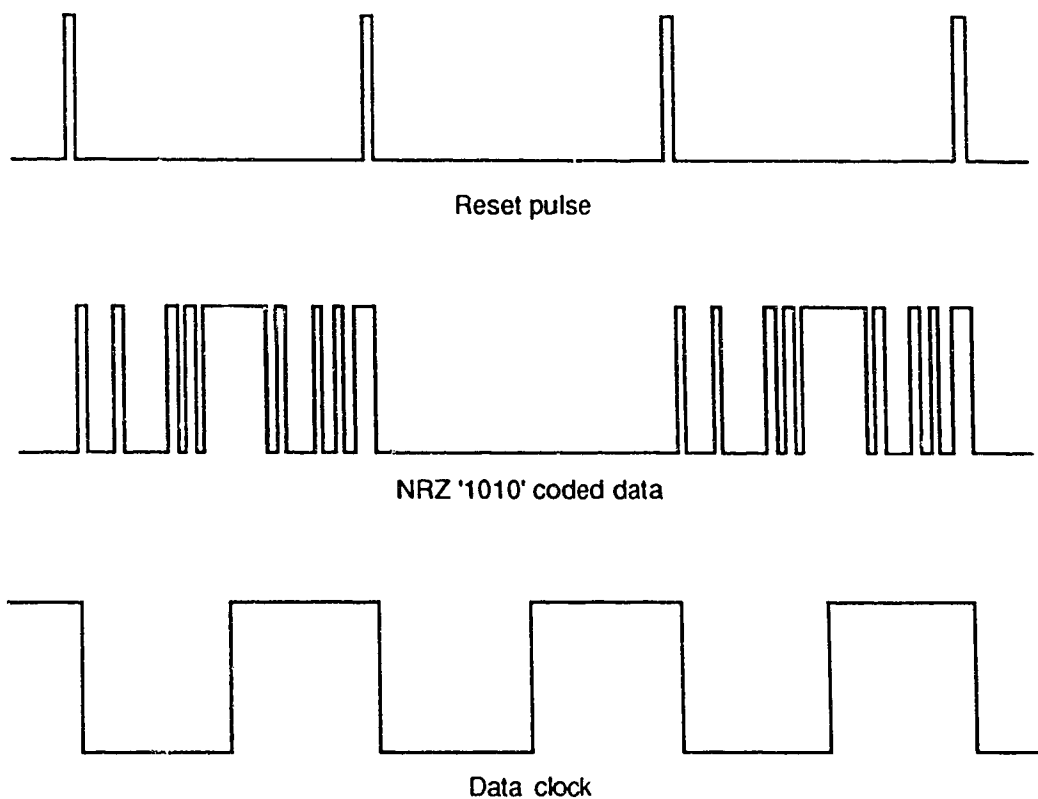 Reset pulse
NRZ '1010' coded data
Data clock